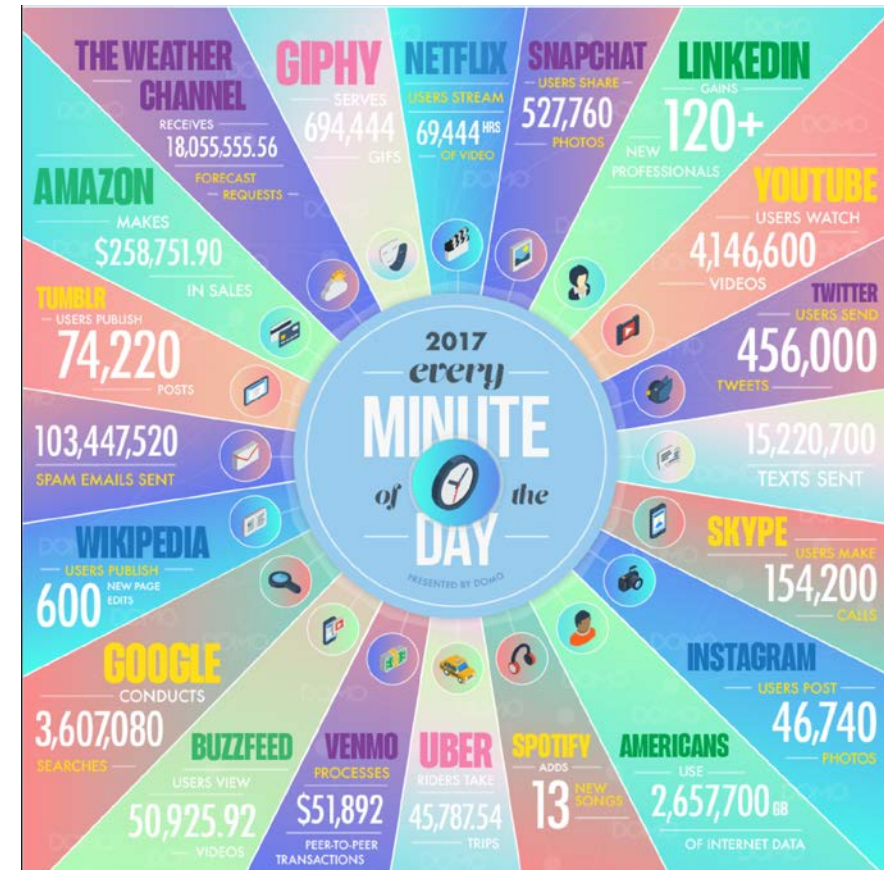 2017
every
MINUTE
of the
DAY
PRESENTED BY DOMO
THE WEATHER
CHANNEL
RECEIVES
18,055,555.56
FORECAST
REQUESTS
GIPHY
SERVES
694,444
GIFS
NETFLIX
USERS STREAM
69,444 HRS
OF VIDEO
SNAPCHAT
USERS SHARE
527,760
PHOTOS
LINKEDIN
GAINS
120+
NEW
PROFESSIONALS
YOUTUBE
USERS WATCH
4,146,600
VIDEOS
TWITTER
USERS SEND
456,000
TWEETS
15,220,700
TEXTS SENT
SKYPE
USERS MAKE
154,200
CALLS
INSTAGRAM
USERS POST
46,740
PHOTOS
AMERICANS
USE
2,657,700 GB
OF INTERNET DATA
SPOTIFY
ADDS
13 NEW
SONGS
UBER
RIDERS TAKE
45,787.54
TRIPS
VENMO
PROCESSES
$51,892
PEER-TO-PEER
TRANSACTIONS
BUZZFEED
USERS VIEW
50,925.92
VIDEOS
GOOGLE
CONDUCTS
3,607,080
SEARCHES
WIKIPEDIA
USERS PUBLISH
600 NEW PAGE
EDITS
103,447,520
SPAM EMAILS SENT
TUMBLR
USERS PUBLISH
74,220
POSTS
AMAZON
MAKES
$258,751.90
IN SALES